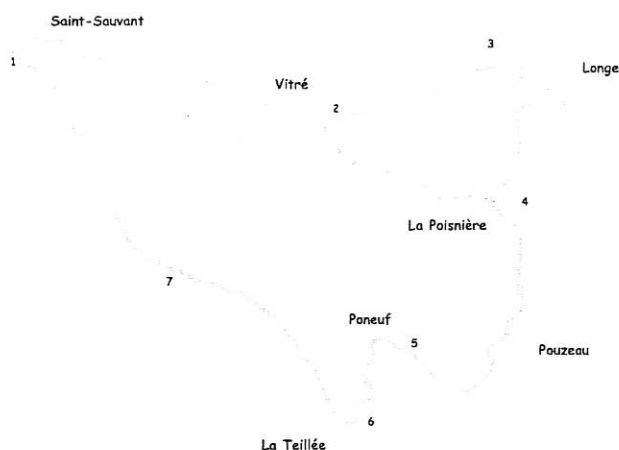 Saint-Sauvant
3
1
Longe
Vitré
2
4
La Poisnière
7
Poneuf
5
Pouzeau
6
La Teillée